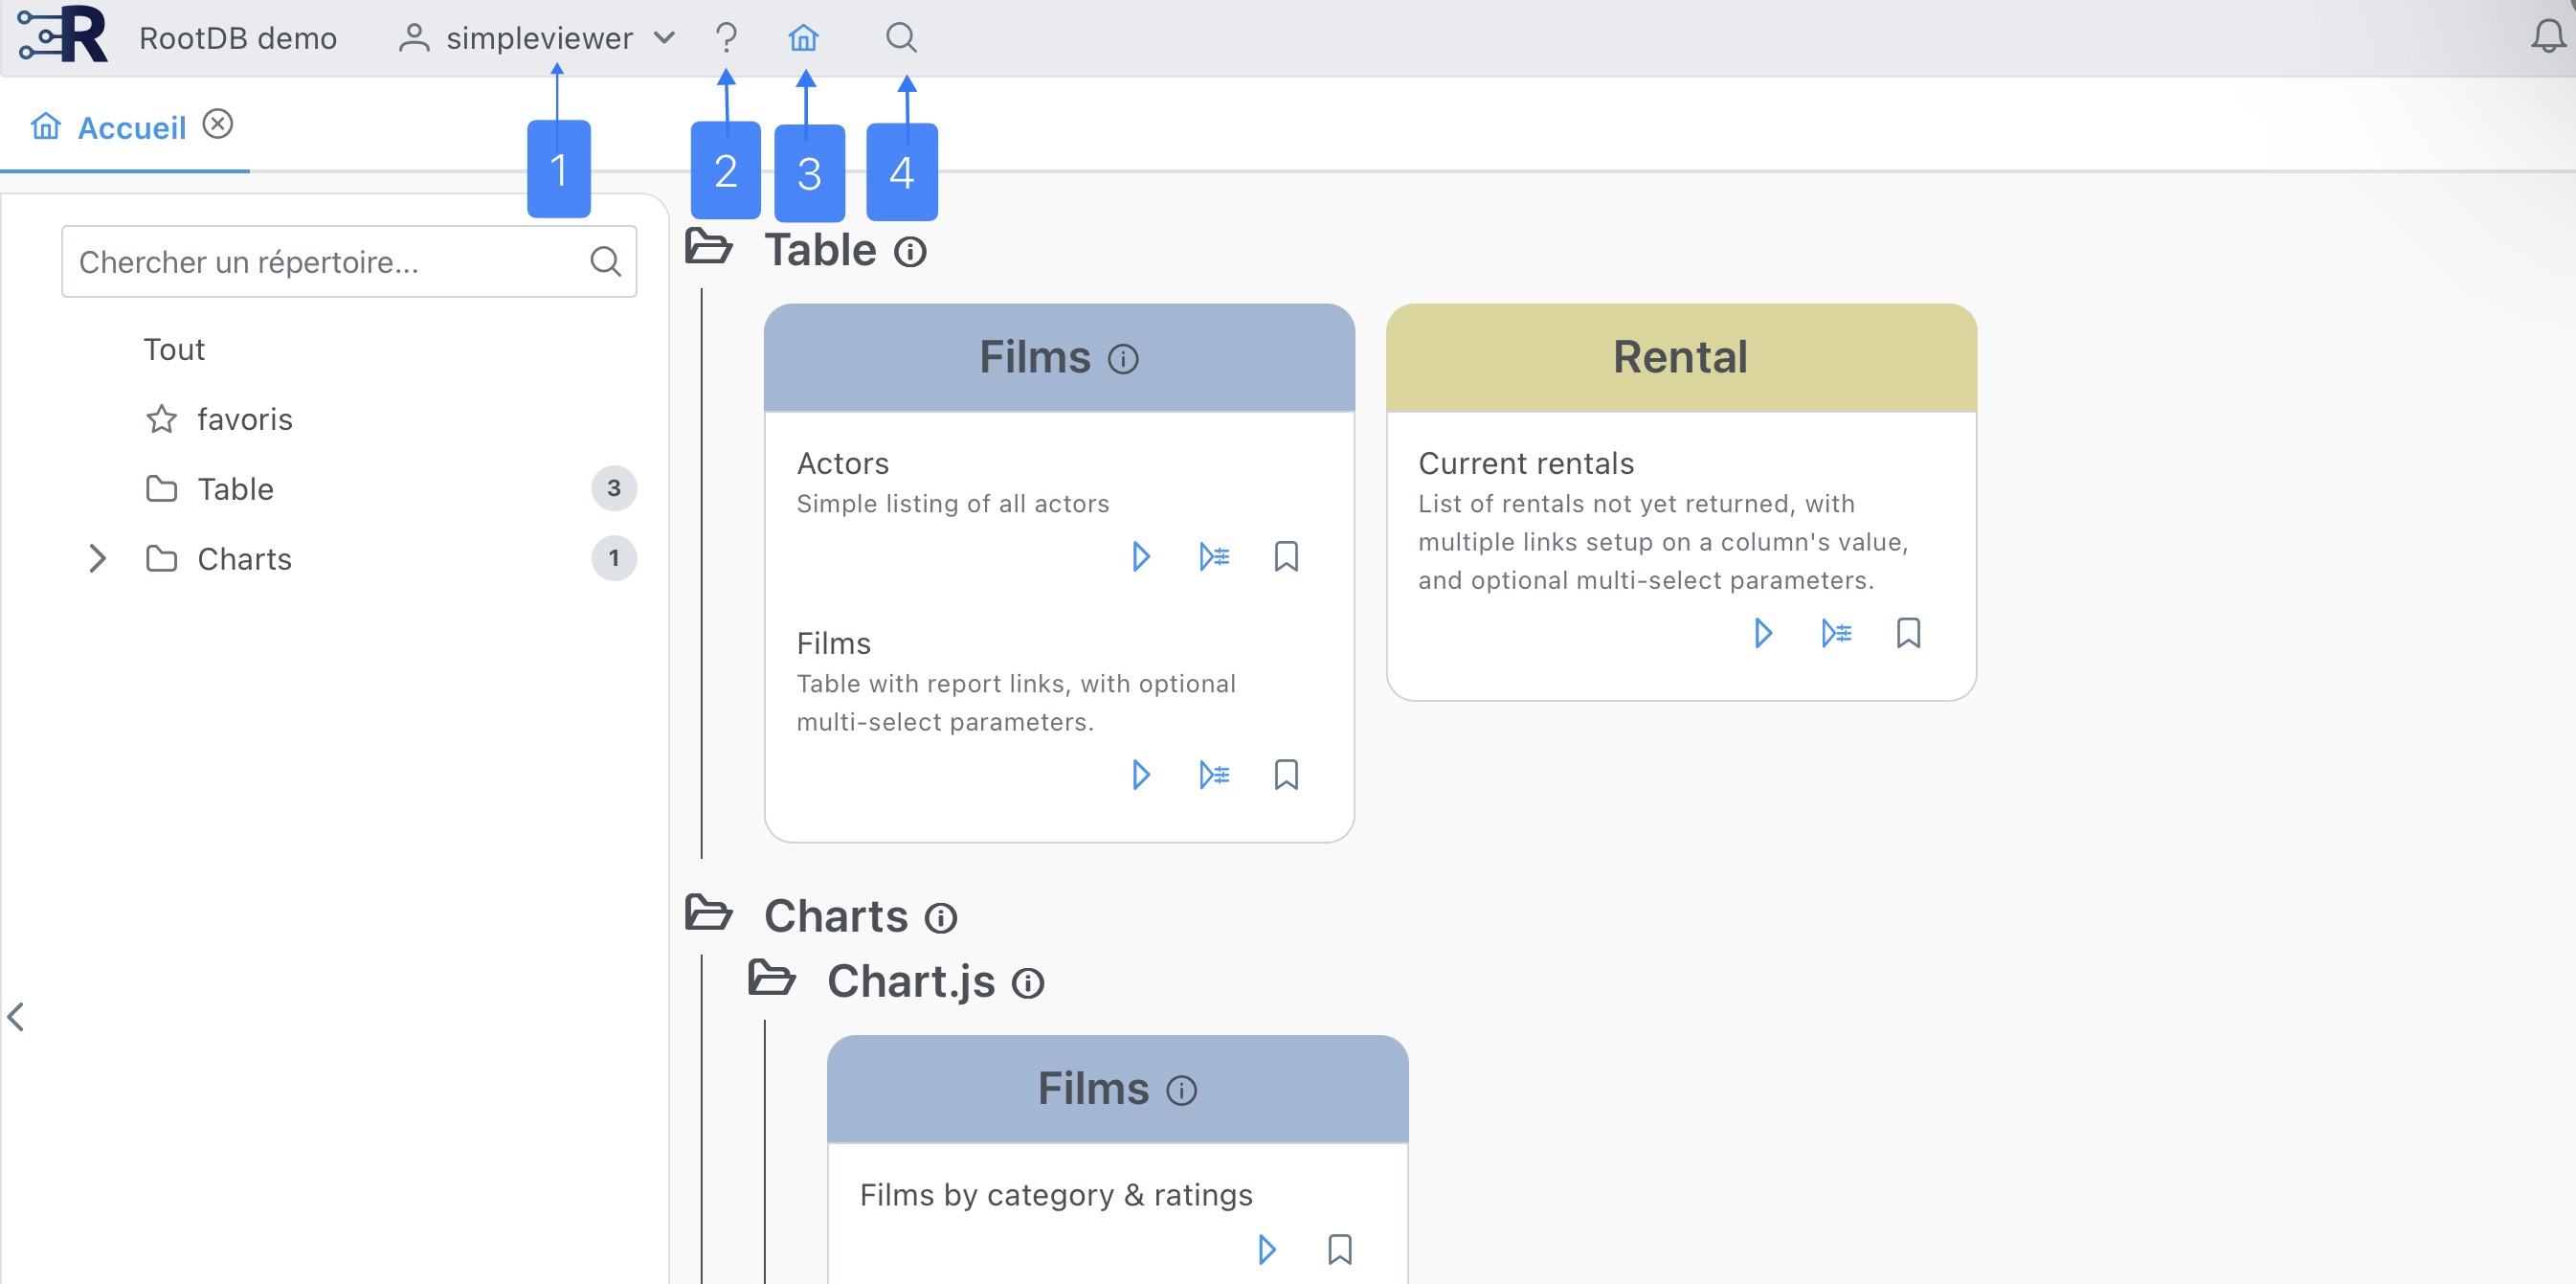 R RootDB demo simpleviewer ?
Accueil
1 2 3 4
Chercher un répertoire...
Tout
favoris
Table 3
Charts 1
Table
Films
Actors
Simple listing of all actors
Films
Table with report links, with optional
multi-select parameters.
Rental
Current rentals
List of rentals not yet returned, with
multiple links setup on a column's value,
and optional multi-select parameters.
Charts
Chart.js
Films
Films by category & ratings